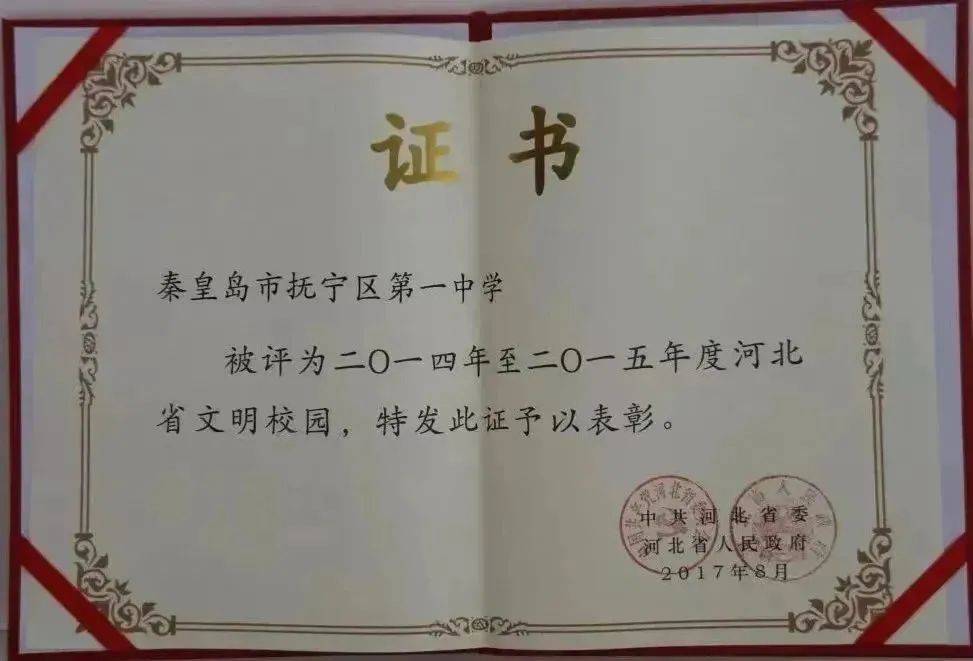 证书
秦皇岛市抚宁区第一中学
被评为二〇一四年至二〇一五年度河北
省文明校园，特发此证予以表彰。
中共河北省委
河北省人民政府
2017年8月